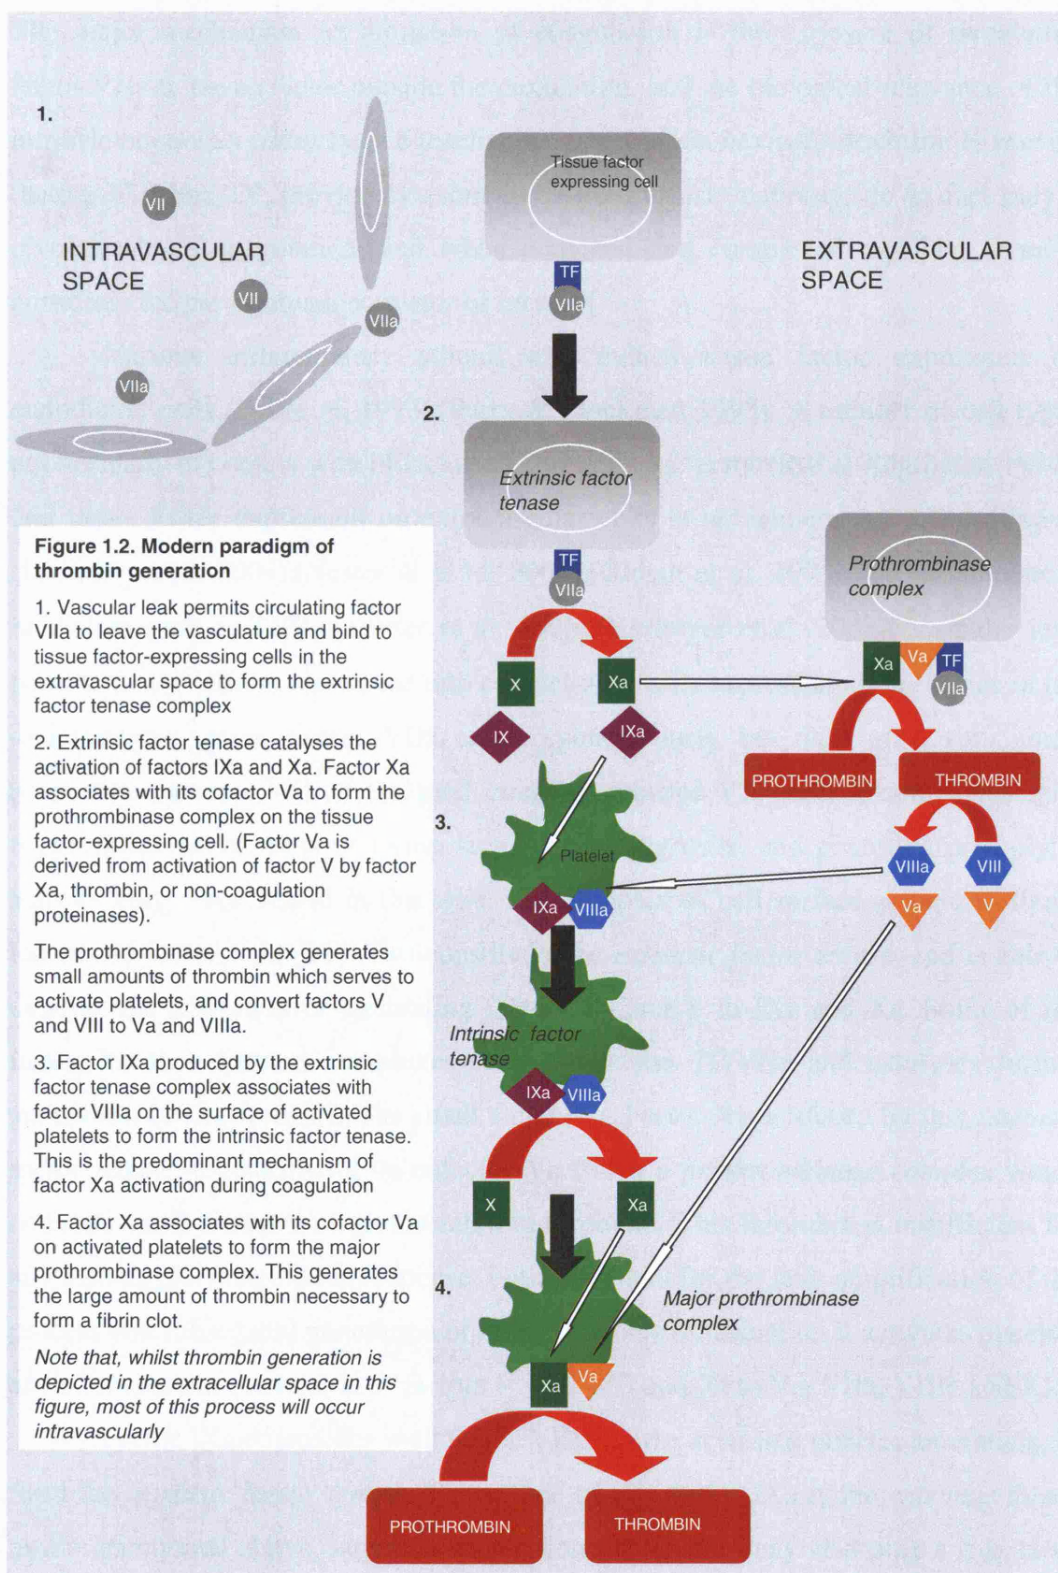 1.
Tissue factor
expressing cell
VII
INTRAVASCULAR
SPACE
EXTRAVASCULAR
SPACE
TF
VII
VIIa
VIIa
VIIa
2.
Extrinsic factor
tenase
Figure 1.2. Modern paradigm of
thrombin generation
1. Vascular leak permits circulating factor
VIIa to leave the vasculature and bind to
tissue factor-expressing cells in the
extravascular space to form the extrinsic
factor tenase complex
2. Extrinsic factor tenase catalyses the
activation of factors IXa and Xa. Factor Xa
associates with its cofactor Va to form the
prothrombinase complex on the tissue
factor-expressing cell. (Factor Va is
derived from activation of factor V by factor
Xa, thrombin, or non-coagulation
proteinases).
The prothrombinase complex generates
small amounts of thrombin which serves to
activate platelets, and convert factors V
and VIII to Va and VIIIa.
3. Factor IXa produced by the extrinsic
factor tenase complex associates with
factor VIIIa on the surface of activated
platelets to form the intrinsic factor tenase.
This is the predominant mechanism of
factor Xa activation during coagulation
4. Factor Xa associates with its cofactor Va
on activated platelets to form the major
prothrombinase complex. This generates
the large amount of thrombin necessary to
form a fibrin clot.
Note that, whilst thrombin generation is
depicted in the extracellular space in this
figure, most of this process will occur
intravascularly
TF
VIIa
Prothrombinase
complex
X
Xa
Xa
Va
TF
VIIa
IX
IXa
PROTHROMBIN
THROMBIN
3.
Platelet
VIIIa
VIII
IXa
VIIIa
Va
V
Intrinsic factor
tenase
IXa
VIIIa
X
Xa
4.
Major prothrombinase
complex
Xa
Va
PROTHROMBIN
THROMBIN